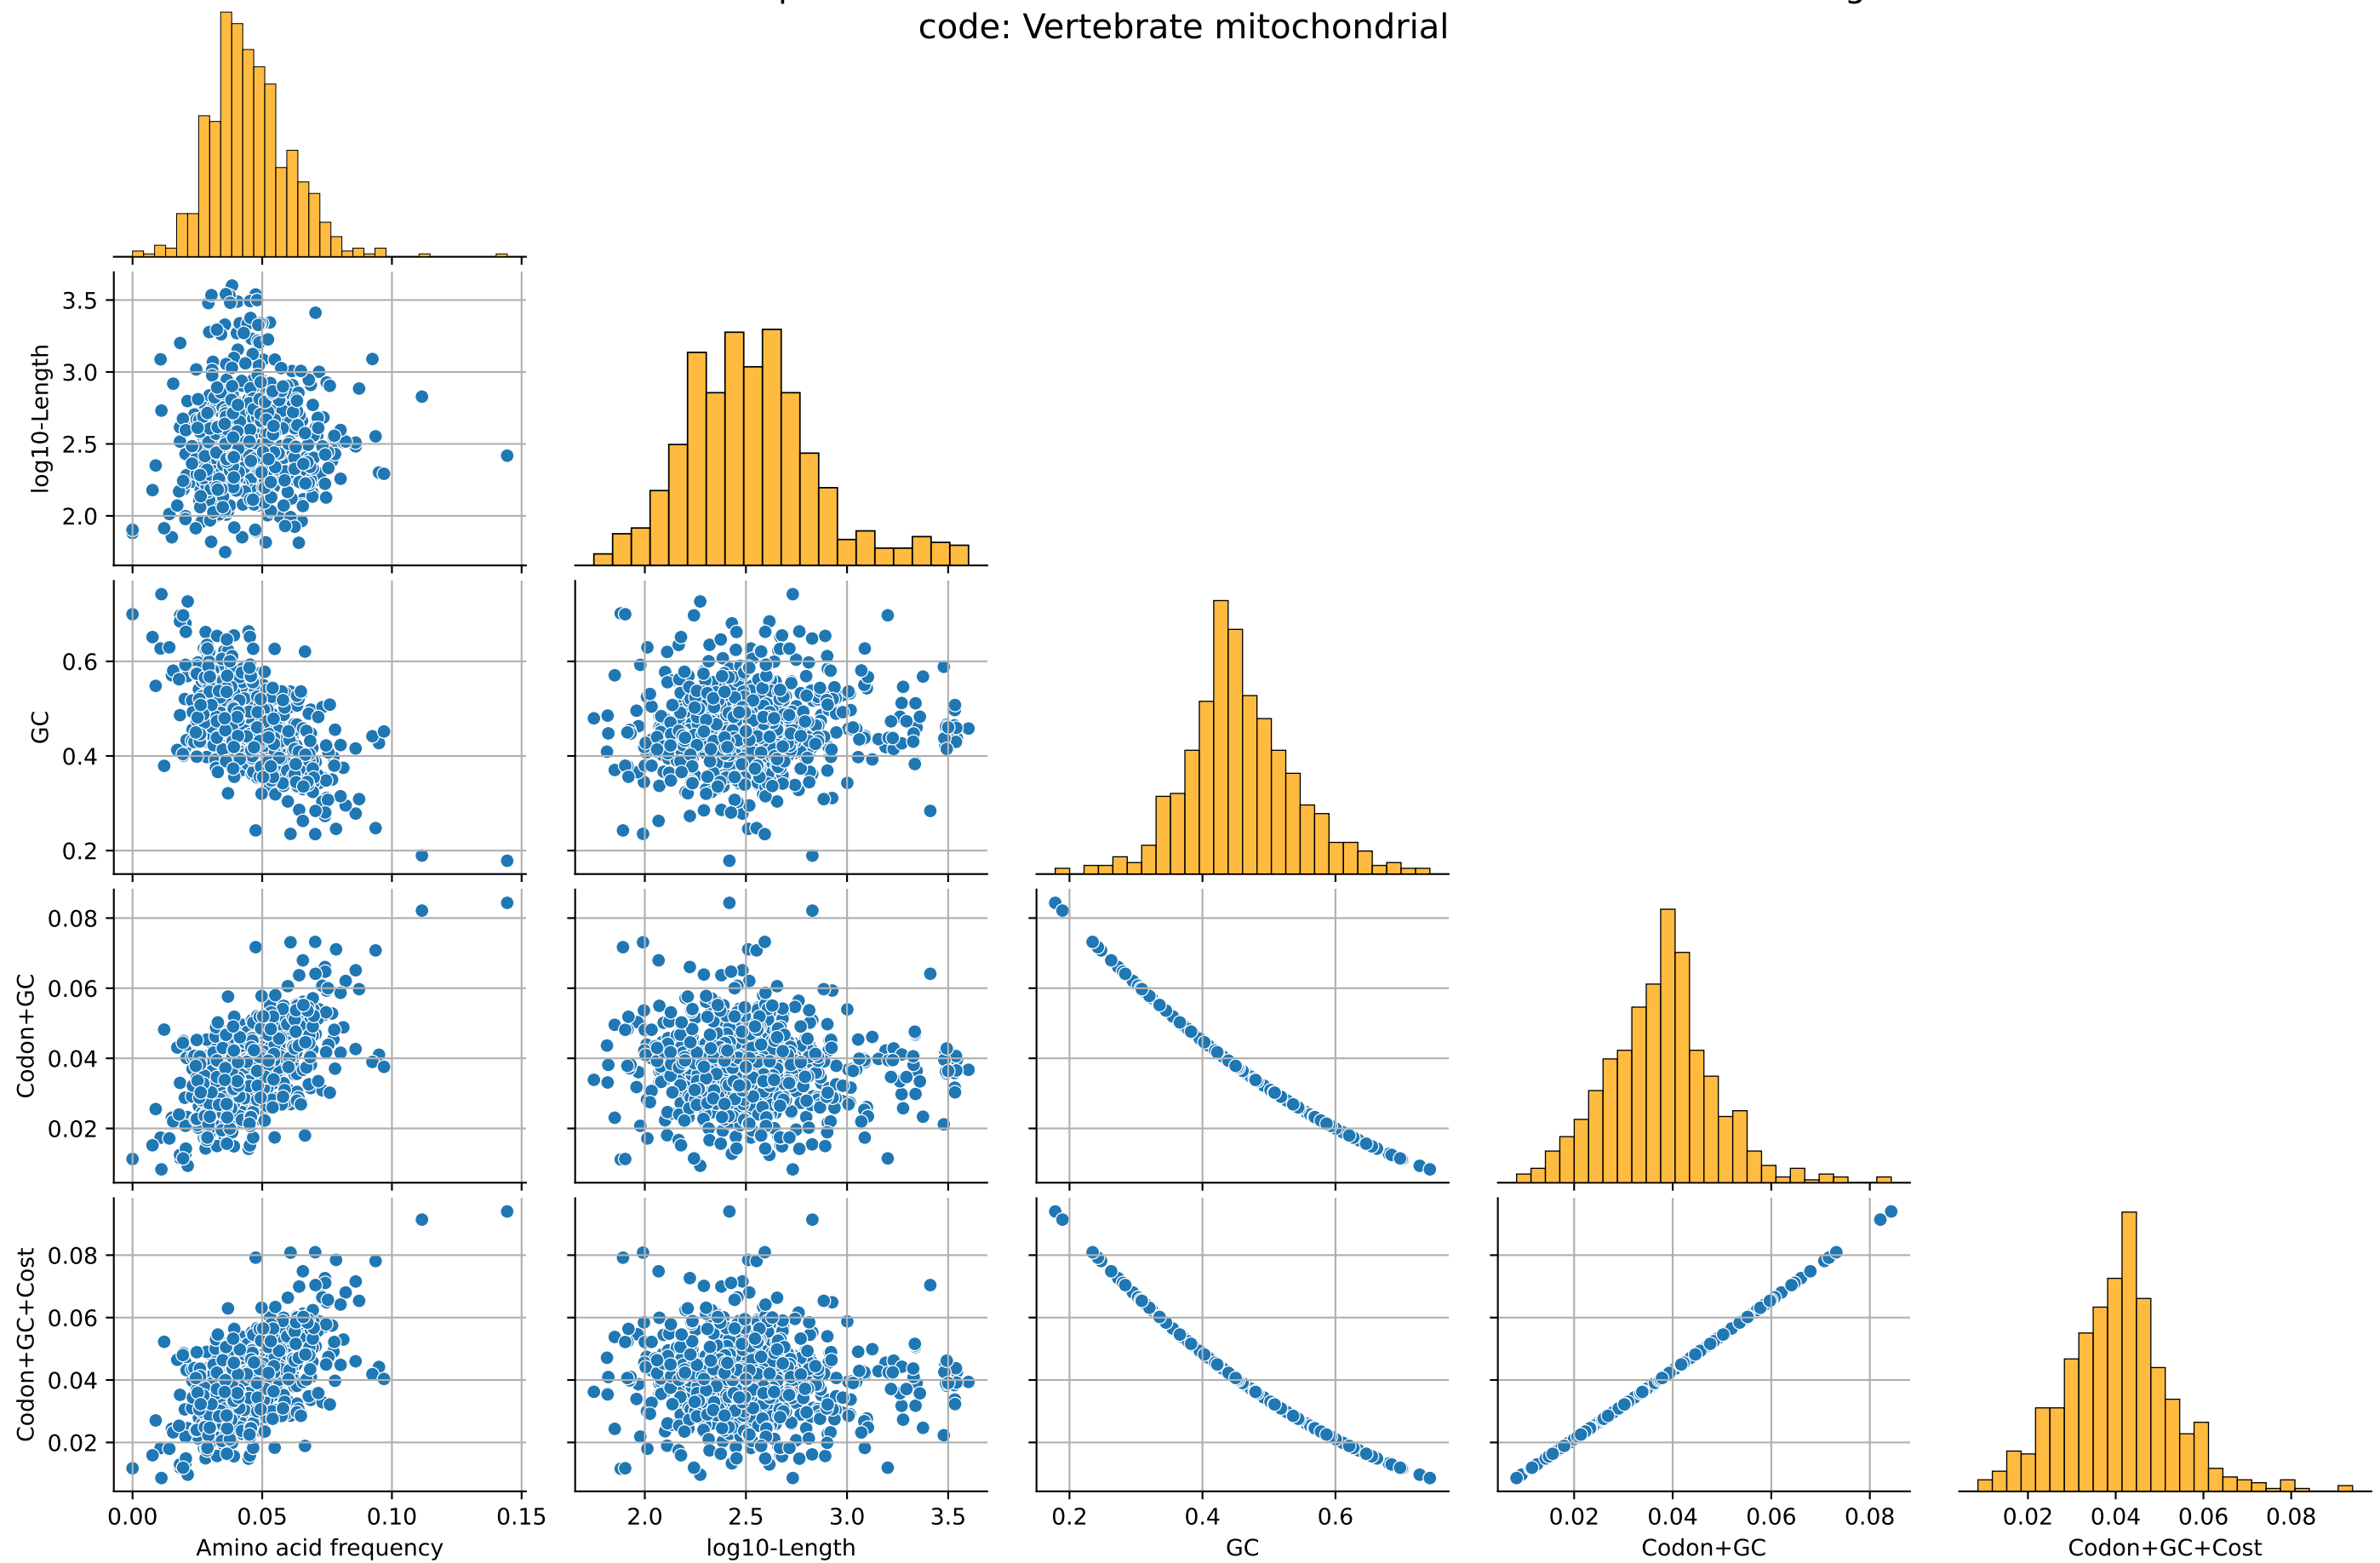 code: Vertebrate mitochondrial
3.5
3.0
2.5
2.0
log10-Length
0.6
0.4
0.2
GC
0.08
0.06
0.04
0.02
Codon+GC
0.08
0.06
0.04
0.02
Codon+GC+Cost
0.00 0.05 0.10 0.15
Amino acid frequency
2.0 2.5 3.0 3.5
log10-Length
0.2 0.4 0.6
GC
0.02 0.04 0.06 0.08
Codon+GC
0.02 0.04 0.06 0.08
Codon+GC+Cost